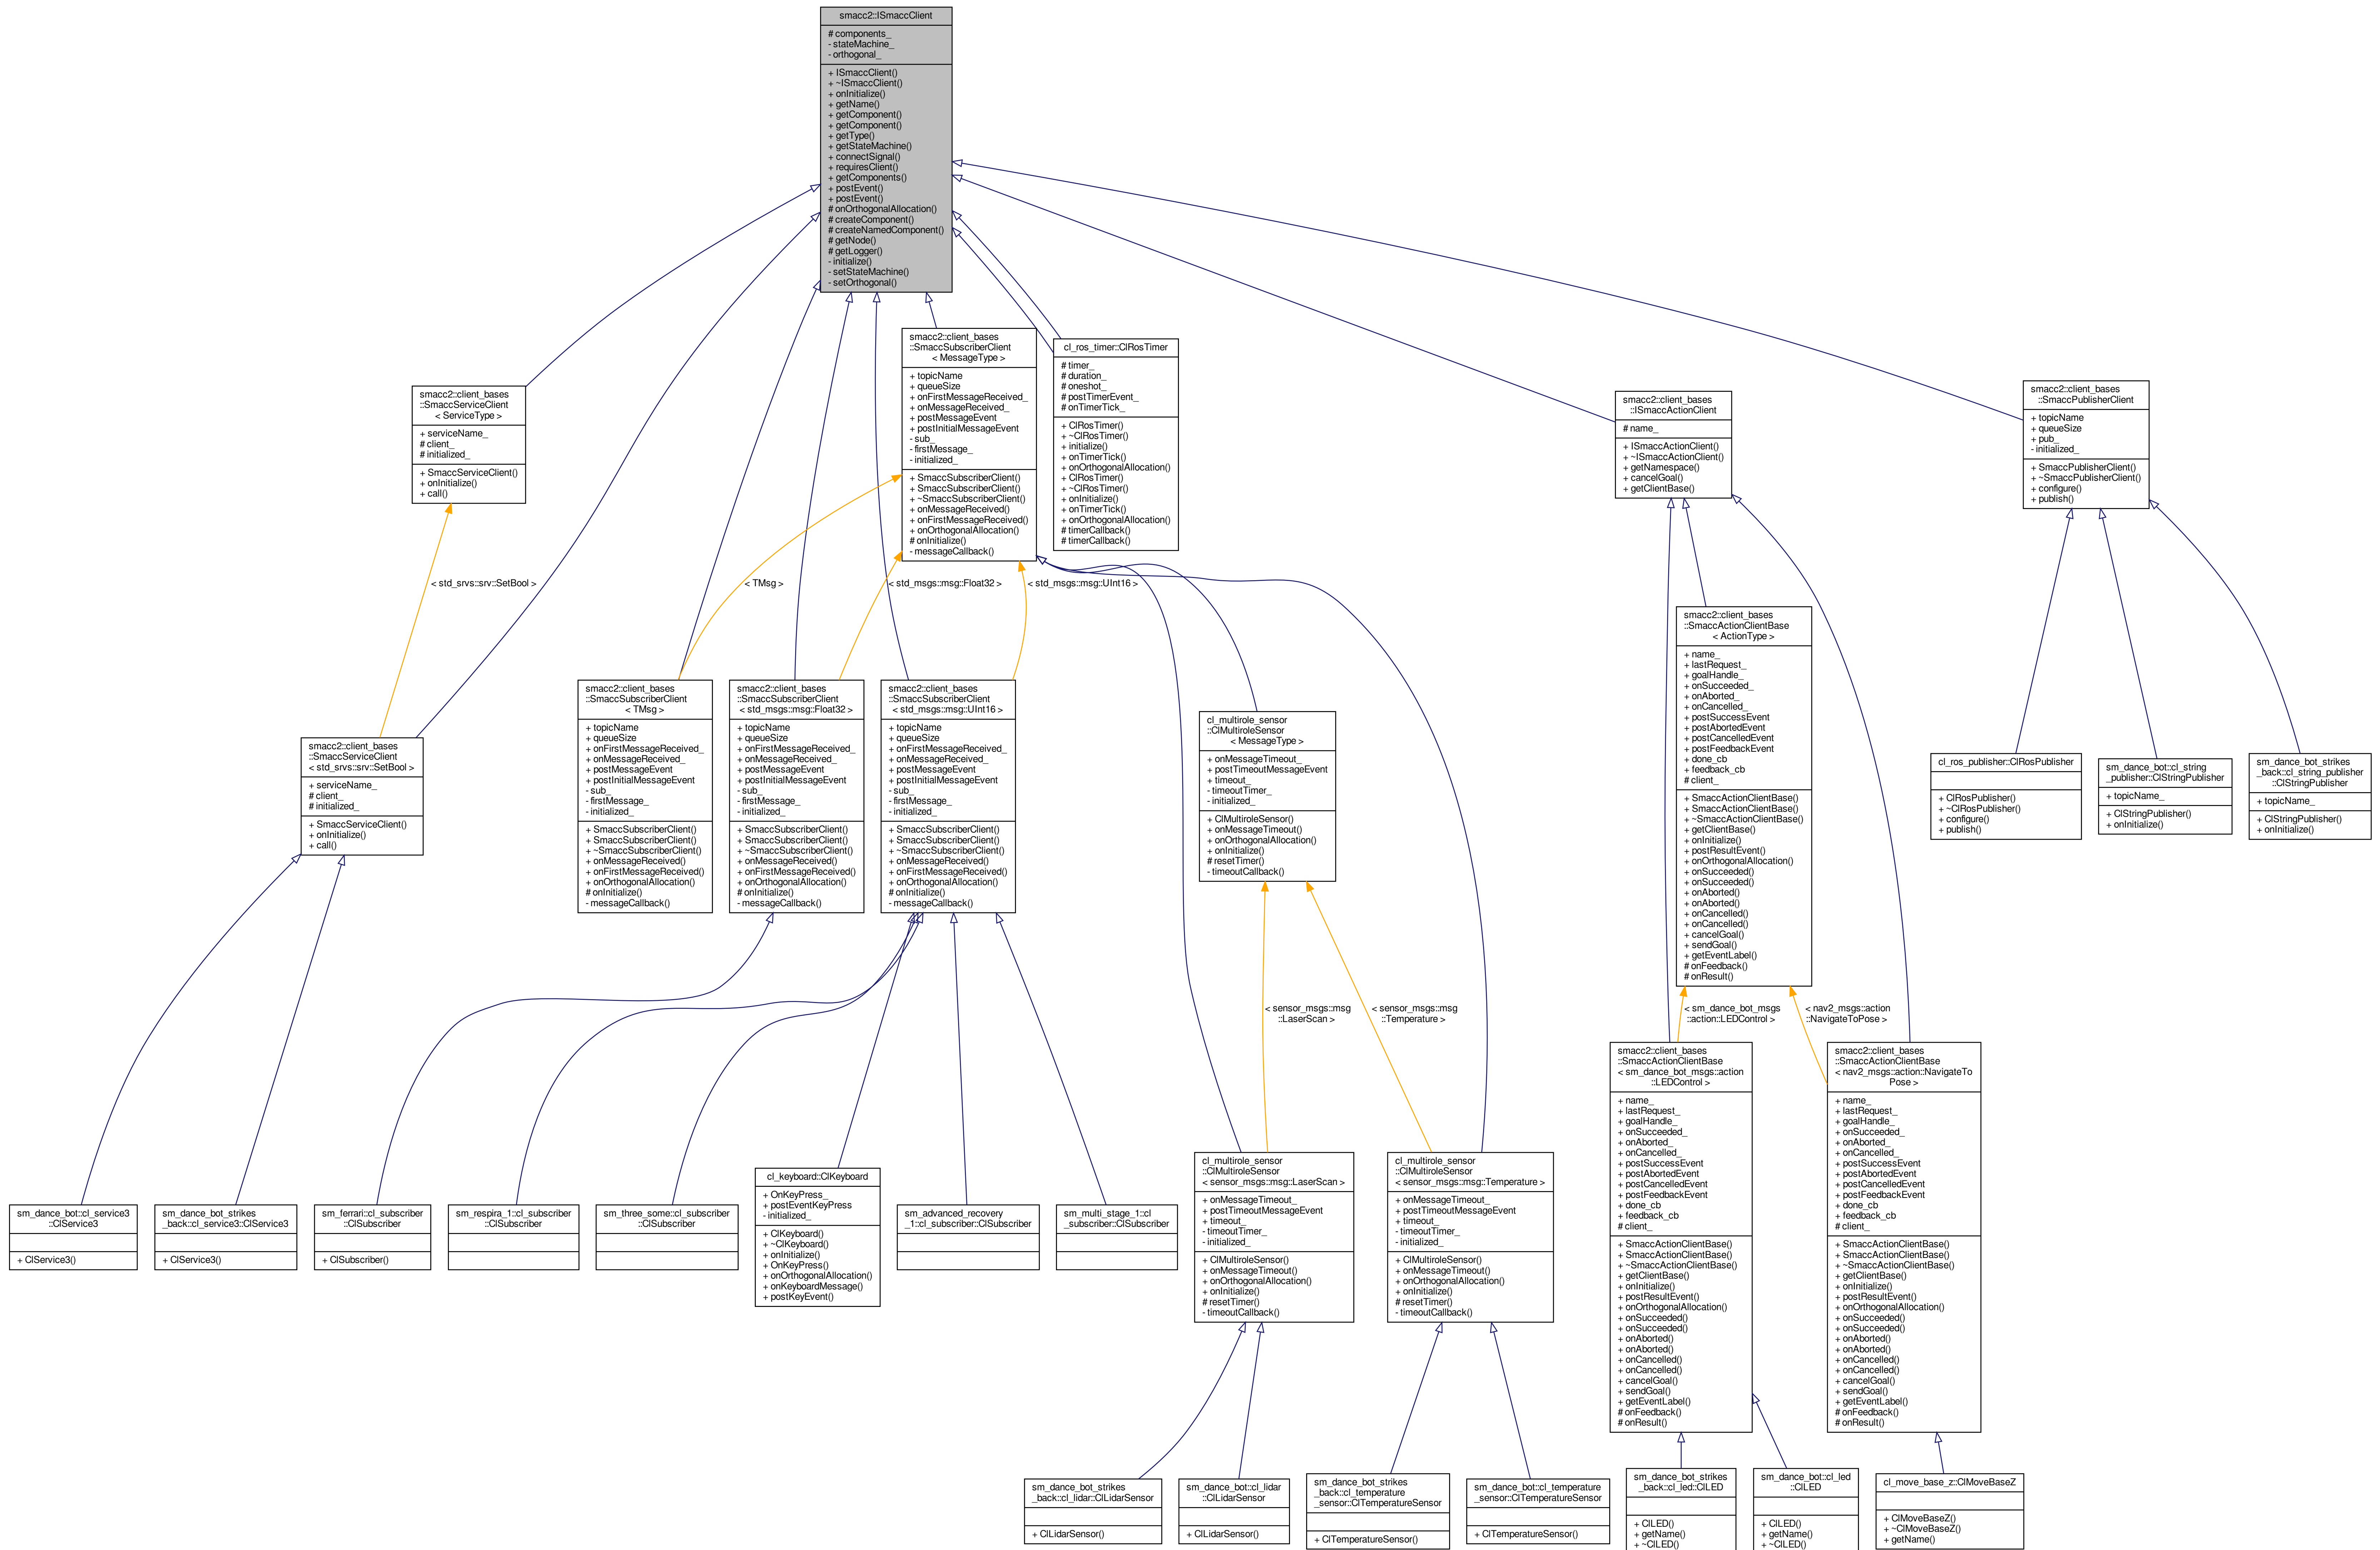 smacc2::ISmaccClient
# components_
- stateMachine_
- orthogonal_
+ ISmaccClient()
+ ~ISmaccClient()
+ onInitialize()
+ getName()
+ getComponent()
+ getComponent()
+ getType()
+ getStateMachine()
+ connectSignal()
+ requiresClient()
+ getComponents()
+ postEvent()
+ postEvent()
# onOrthogonalAllocation()
# createComponent()
# createNamedComponent()
# getNode()
# getLogger()
- initialize()
- setStateMachine()
- setOrthogonal()
smacc2::client_bases
::SmaccServiceClient
< ServiceType >
+ serviceName_
# client_
# initialized_
+ SmaccServiceClient()
+ onInitialize()
+ call()
smacc2::client_bases
::SmaccSubscriberClient
< MessageType >
+ topicName
+ queueSize
+ onFirstMessageReceived_
+ onMessageReceived_
+ postMessageEvent
+ postInitialMessageEvent
- sub_
- firstMessage_
- initialized_
+ SmaccSubscriberClient()
+ SmaccSubscriberClient()
+ ~SmaccSubscriberClient()
+ onMessageReceived()
+ onFirstMessageReceived()
+ onOrthogonalAllocation()
# onInitialize()
- messageCallback()
cl_ros_timer::ClRosTimer
# timer_
# duration_
# oneshot_
# postTimerEvent_
# onTimerTick_
+ ClRosTimer()
+ ~ClRosTimer()
+ initialize()
+ onTimerTick()
+ onOrthogonalAllocation()
+ ClRosTimer()
+ ~ClRosTimer()
+ onInitialize()
+ onTimerTick()
+ onOrthogonalAllocation()
# timerCallback()
# timerCallback()
smacc2::client_bases
::ISmaccActionClient
# name_
+ ISmaccActionClient()
+ ~ISmaccActionClient()
+ getNamespace()
+ cancelGoal()
+ getClientBase()
smacc2::client_bases
::SmaccPublisherClient
+ topicName
+ queueSize
+ pub_
- initialized_
+ SmaccPublisherClient()
+ ~SmaccPublisherClient()
+ configure()
+ publish()
< std_srvs::srv::SetBool >
< TMsg >
< std_msgs::msg::Float32 >
< std_msgs::msg::UInt16 >
smacc2::client_bases
::SmaccActionClientBase
< ActionType >
+ name_
+ lastRequest_
+ goalHandle_
+ onSucceeded_
+ onAborted_
+ onCancelled_
+ postSuccessEvent
+ postAbortedEvent
+ postCancelledEvent
+ postFeedbackEvent
+ done_cb
+ feedback_cb
# client_
+ SmaccActionClientBase()
+ SmaccActionClientBase()
+ ~SmaccActionClientBase()
+ getClientBase()
+ onInitialize()
+ postResultEvent()
+ onOrthogonalAllocation()
+ onSucceeded()
+ onSucceeded()
+ onAborted()
+ onAborted()
+ onCancelled()
+ onCancelled()
+ cancelGoal()
+ sendGoal()
+ getEventLabel()
# onFeedback()
# onResult()
smacc2::client_bases
::SmaccServiceClient
< std_srvs::srv::SetBool >
+ serviceName_
# client_
# initialized_
+ SmaccServiceClient()
+ onInitialize()
+ call()
smacc2::client_bases
::SmaccSubscriberClient
< TMsg >
+ topicName
+ queueSize
+ onFirstMessageReceived_
+ onMessageReceived_
+ postMessageEvent
+ postInitialMessageEvent
- sub_
- firstMessage_
- initialized_
+ SmaccSubscriberClient()
+ SmaccSubscriberClient()
+ ~SmaccSubscriberClient()
+ onMessageReceived()
+ onFirstMessageReceived()
+ onOrthogonalAllocation()
# onInitialize()
- messageCallback()
smacc2::client_bases
::SmaccSubscriberClient
< std_msgs::msg::Float32 >
+ topicName
+ queueSize
+ onFirstMessageReceived_
+ onMessageReceived_
+ postMessageEvent
+ postInitialMessageEvent
- sub_
- firstMessage_
- initialized_
+ SmaccSubscriberClient()
+ SmaccSubscriberClient()
+ ~SmaccSubscriberClient()
+ onMessageReceived()
+ onFirstMessageReceived()
+ onOrthogonalAllocation()
# onInitialize()
- messageCallback()
smacc2::client_bases
::SmaccSubscriberClient
< std_msgs::msg::UInt16 >
+ topicName
+ queueSize
+ onFirstMessageReceived_
+ onMessageReceived_
+ postMessageEvent
+ postInitialMessageEvent
- sub_
- firstMessage_
- initialized_
+ SmaccSubscriberClient()
+ SmaccSubscriberClient()
+ ~SmaccSubscriberClient()
+ onMessageReceived()
+ onFirstMessageReceived()
+ onOrthogonalAllocation()
# onInitialize()
- messageCallback()
cl_multirole_sensor
::ClMultiroleSensor
< MessageType >
+ onMessageTimeout_
+ postTimeoutMessageEvent
+ timeout_
- timeoutTimer_
- initialized_
+ ClMultiroleSensor()
+ onMessageTimeout()
+ onOrthogonalAllocation()
+ onInitialize()
# resetTimer()
- timeoutCallback()
cl_ros_publisher::ClRosPublisher
+ ClRosPublisher()
+ ~ClRosPublisher()
+ configure()
+ publish()
sm_dance_bot::cl_string
_publisher::ClStringPublisher
+ topicName_
+ ClStringPublisher()
+ onInitialize()
sm_dance_bot_strikes
_back::cl_string_publisher
::ClStringPublisher
+ topicName_
+ ClStringPublisher()
+ onInitialize()
< sensor_msgs::msg
::LaserScan >
< sensor_msgs::msg
::Temperature >
< sm_dance_bot_msgs
::action::LEDControl >
< nav2_msgs::action
::NavigateToPose >
sm_dance_bot::cl_service3
::ClService3
+ ClService3()
sm_dance_bot_strikes
_back::cl_service3::ClService3
+ ClService3()
sm_ferrari::cl_subscriber
::ClSubscriber
+ ClSubscriber()
sm_respira_1::cl_subscriber
::ClSubscriber
sm_three_some::cl_subscriber
::ClSubscriber
cl_keyboard::ClKeyboard
+ OnKeyPress_
+ postEventKeyPress
- initialized_
+ ClKeyboard()
+ ~ClKeyboard()
+ onInitialize()
+ OnKeyPress()
+ onOrthogonalAllocation()
+ onKeyboardMessage()
+ postKeyEvent()
sm_advanced_recovery
_1::cl_subscriber::ClSubscriber
sm_multi_stage_1::cl
_subscriber::ClSubscriber
cl_multirole_sensor
::ClMultiroleSensor
< sensor_msgs::msg::LaserScan >
+ onMessageTimeout_
+ postTimeoutMessageEvent
+ timeout_
- timeoutTimer_
- initialized_
+ ClMultiroleSensor()
+ onMessageTimeout()
+ onOrthogonalAllocation()
+ onInitialize()
# resetTimer()
- timeoutCallback()
cl_multirole_sensor
::ClMultiroleSensor
< sensor_msgs::msg::Temperature >
+ onMessageTimeout_
+ postTimeoutMessageEvent
+ timeout_
- timeoutTimer_
- initialized_
+ ClMultiroleSensor()
+ onMessageTimeout()
+ onOrthogonalAllocation()
+ onInitialize()
# resetTimer()
- timeoutCallback()
smacc2::client_bases
::SmaccActionClientBase
< sm_dance_bot_msgs::action
::LEDControl >
+ name_
+ lastRequest_
+ goalHandle_
+ onSucceeded_
+ onAborted_
+ onCancelled_
+ postSuccessEvent
+ postAbortedEvent
+ postCancelledEvent
+ postFeedbackEvent
+ done_cb
+ feedback_cb
# client_
+ SmaccActionClientBase()
+ SmaccActionClientBase()
+ ~SmaccActionClientBase()
+ getClientBase()
+ onInitialize()
+ postResultEvent()
+ onOrthogonalAllocation()
+ onSucceeded()
+ onSucceeded()
+ onAborted()
+ onAborted()
+ onCancelled()
+ onCancelled()
+ cancelGoal()
+ sendGoal()
+ getEventLabel()
# onFeedback()
# onResult()
smacc2::client_bases
::SmaccActionClientBase
< nav2_msgs::action::NavigateTo
Pose >
+ name_
+ lastRequest_
+ goalHandle_
+ onSucceeded_
+ onAborted_
+ onCancelled_
+ postSuccessEvent
+ postAbortedEvent
+ postCancelledEvent
+ postFeedbackEvent
+ done_cb
+ feedback_cb
# client_
+ SmaccActionClientBase()
+ SmaccActionClientBase()
+ ~SmaccActionClientBase()
+ getClientBase()
+ onInitialize()
+ postResultEvent()
+ onOrthogonalAllocation()
+ onSucceeded()
+ onSucceeded()
+ onAborted()
+ onAborted()
+ onCancelled()
+ onCancelled()
+ cancelGoal()
+ sendGoal()
+ getEventLabel()
# onFeedback()
# onResult()
sm_dance_bot_strikes
_back::cl_lidar::ClLidarSensor
+ ClLidarSensor()
sm_dance_bot::cl_lidar
::ClLidarSensor
+ ClLidarSensor()
sm_dance_bot_strikes
_back::cl_temperature
_sensor::ClTemperatureSensor
+ ClTemperatureSensor()
sm_dance_bot::cl_temperature
_sensor::ClTemperatureSensor
+ ClTemperatureSensor()
sm_dance_bot_strikes
_back::cl_led::ClLED
+ ClLED()
+ getName()
+ ~ClLED()
sm_dance_bot::cl_led
::ClLED
+ ClLED()
+ getName()
+ ~ClLED()
cl_move_base_z::ClMoveBaseZ
+ ClMoveBaseZ()
+ ~ClMoveBaseZ()
+ getName()